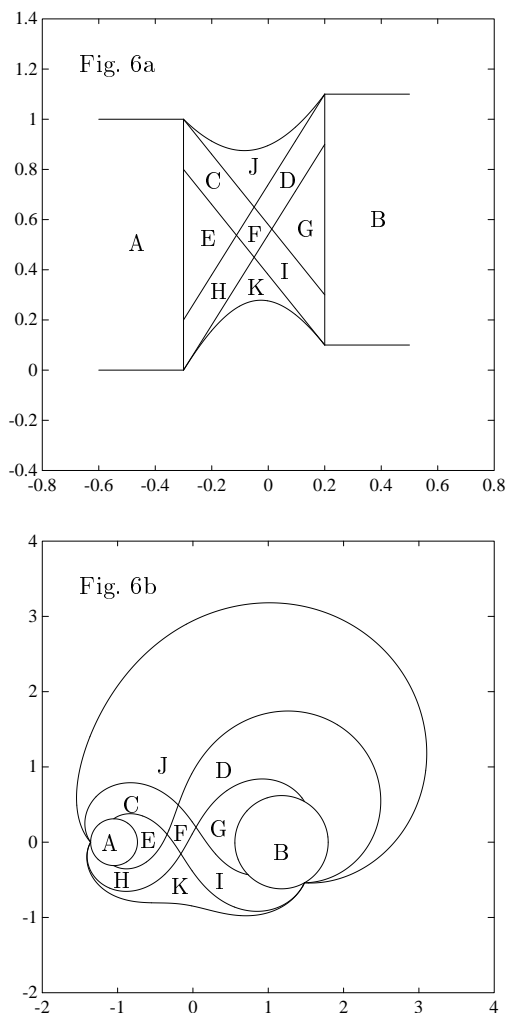 1.4
Fig. 6a
1.2
1
0.8
0.6
0.4
0.2
0
-0.2
-0.4
J
C
D
G
B
A
E
F
I
H
K
-0.8 -0.6 -0.4 -0.2 0 0.2 0.4 0.6 0.8
4
Fig. 6b
3
2
1
0
-1
-2
J
D
C
G
F
A
E
B
H
K
I
-2 -1 0 1 2 3 4